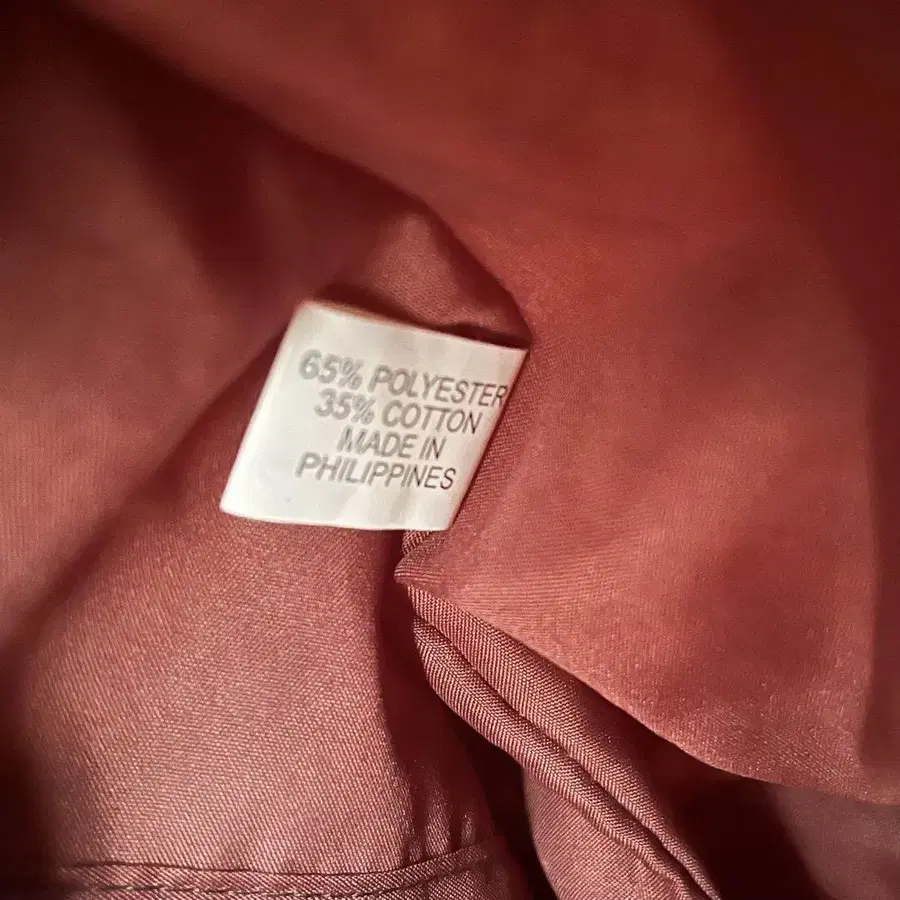 65% POLYESTER
35% COTTON
MADE IN
PHILIPPINES